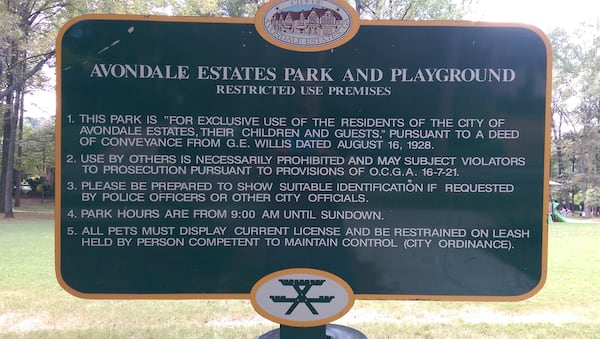 CITY OF
AVONDALE ESTATES
AVONDALE ESTATES PARK AND PLAYGROUND
RESTRICTED USE PREMISES
1. THIS PARK IS "FOR EXCLUSIVE USE OF THE RESIDENTS OF THE CITY OF
AVONDALE ESTATES, THEIR CHILDREN AND GUESTS," PURSUANT TO A DEED
OF CONVEYANCE FROM G.E. WILLIS DATED AUGUST 16, 1928.
2. USE BY OTHERS IS NECESSARILY PROHIBITED AND MAY SUBJECT VIOLATORS
TO PROSECUTION PURSUANT TO PROVISIONS OF O.C.G.A. 16-7-21.
3. PLEASE BE PREPARED TO SHOW SUITABLE IDENTIFICATION IF REQUESTED
BY POLICE OFFICERS OR OTHER CITY OFFICIALS.
4. PARK HOURS ARE FROM 9:00 AM UNTIL SUNDOWN.
5. ALL PETS MUST DISPLAY CURRENT LICENSE AND BE RESTRAINED ON LEASH
HELD BY PERSON COMPETENT TO MAINTAIN CONTROL (CITY ORDINANCE).